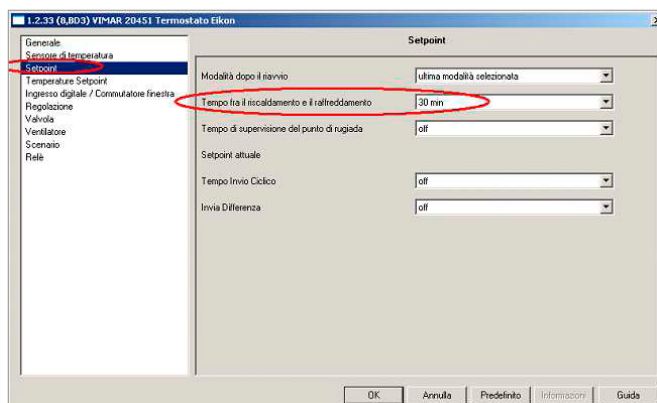 1.2.33 (8,BD3) VIMAR 20451 Termostato Eikon
Generale
Sensore di temperatura
Setpoint
Temperature Setpoint
Ingresso digitale / Commutatore finestra
Regolazione
Valvola
Ventilatore
Scenario
Relè
Setpoint
Modalità dopo il riavvio
ultima modalità selezionata
Tempo fra il riscaldamento e il raffreddamento
30 min
Tempo di supervisione del punto di rugiada
off
Setpoint attuale
Tempo Invio Ciclico
off
Invia Differenza
off
OK
Annulla
Predefinito
Informazioni
Guida